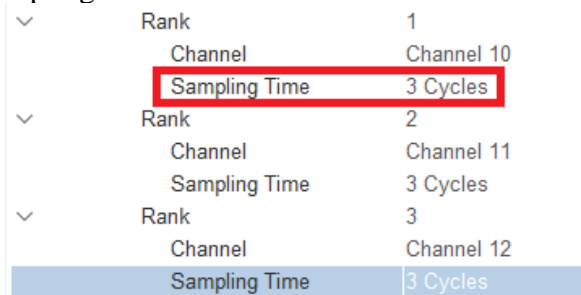 Rank 1
Channel Channel 10
Sampling Time 3 Cycles
Rank 2
Channel Channel 11
Sampling Time 3 Cycles
Rank 3
Channel Channel 12
Sampling Time 3 Cycles